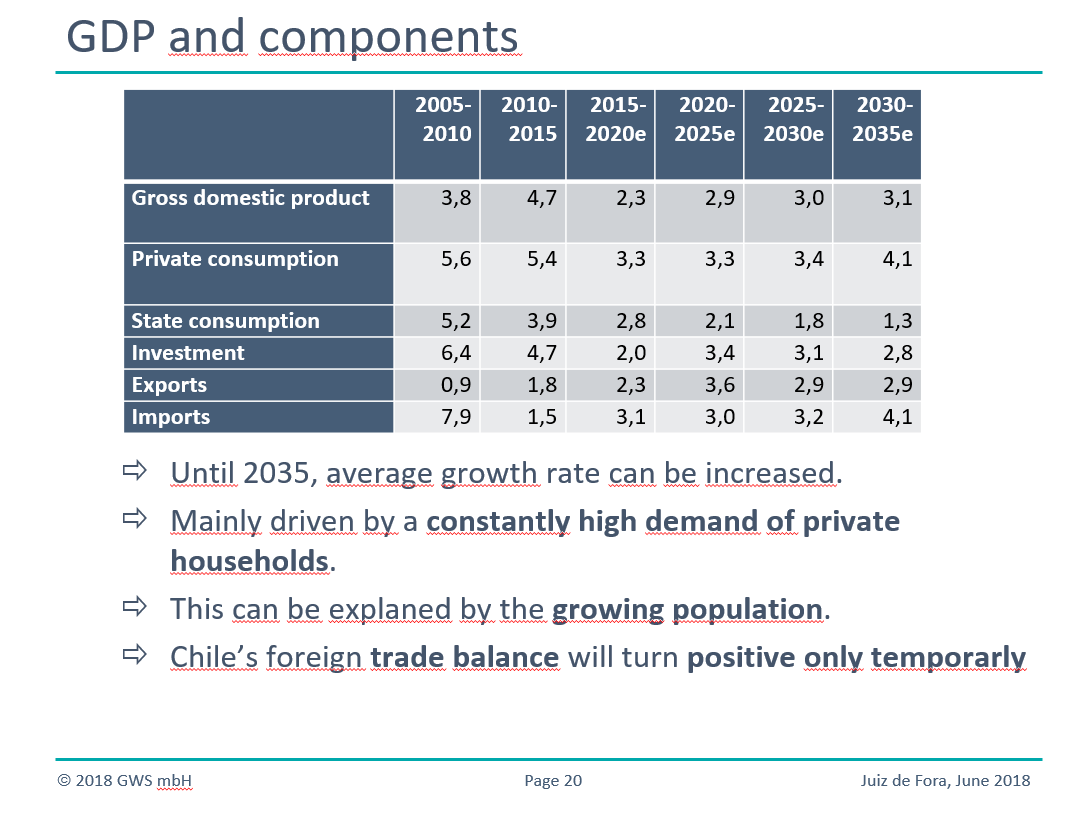 GDP and components
2005- 2010- 2015- 2020- 2025- 2030-
2010 2015 2020e 2025e 2030e 2035e
Gross domestic product 3,8 4,7 2,3 2,9 3,0 3,1
Private consumption 5,6 5,4 3,3 3,3 3,4 4,1
State consumption 5,2 3,9 2,8 2,1 1,8 1,3
Investment 6,4 4,7 2,0 3,4 3,1 2,8
Exports 0,9 1,8 2,3 3,6 2,9 2,9
Imports 7,9 1,5 3,1 3,0 3,2 4,1
⇨ Until 2035, average growth rate can be increased.
⇨ Mainly driven by a constantly high demand of private
households.
⇨ This can be explaned by the growing population.
⇨ Chile’s foreign trade balance will turn positive only temporarly
© 2018 GWS mbH Page 20 Juiz de Fora, June 2018